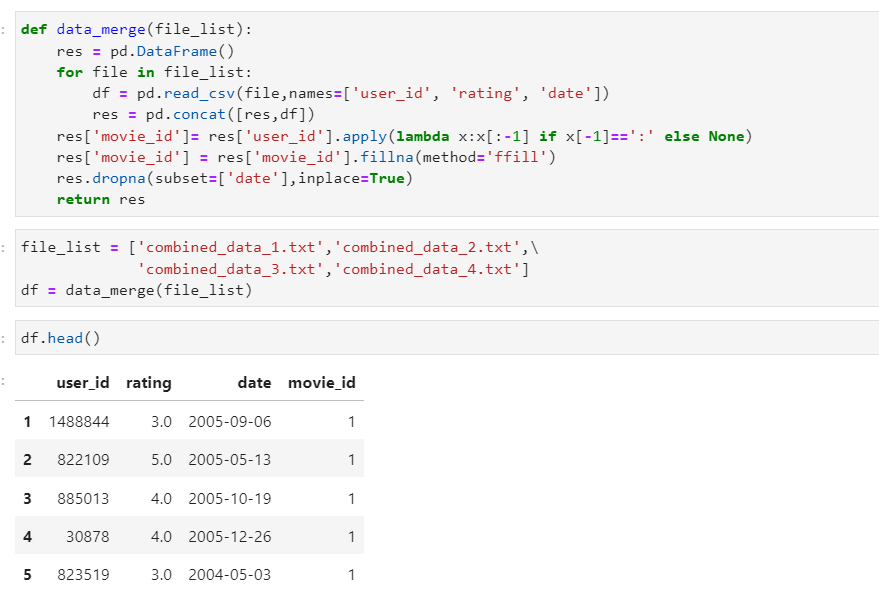 def data_merge(file_list):
    res = pd.DataFrame()
    for file in file_list:
        df = pd.read_csv(file,names=['user_id', 'rating', 'date'])
        res = pd.concat([res,df])
    res['movie_id']= res['user_id'].apply(lambda x:x[:-1] if x[-1]==':' else None)
    res['movie_id'] = res['movie_id'].fillna(method='ffill')
    res.dropna(subset=['date'],inplace=True)
    return res
file_list = ['combined_data_1.txt','combined_data_2.txt',\
             'combined_data_3.txt','combined_data_4.txt']
df = data_merge(file_list)
df.head()
user_id rating date movie_id
1 1488844 3.0 2005-09-06 1
2 822109 5.0 2005-05-13 1
3 885013 4.0 2005-10-19 1
4 30878 4.0 2005-12-26 1
5 823519 3.0 2004-05-03 1